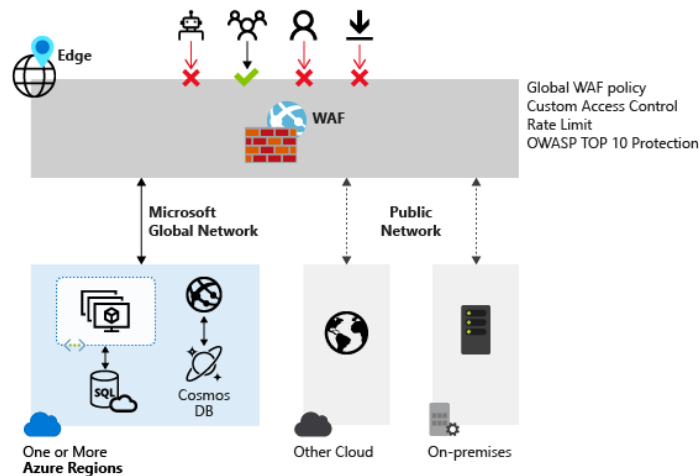 Edge
WAF
Global WAF policy
Custom Access Control
Rate Limit
OWASP TOP 10 Protection
Microsoft
Global Network
Public
Network
SQL
Cosmos
DB
One or More
Azure Regions
Other Cloud
On-premises